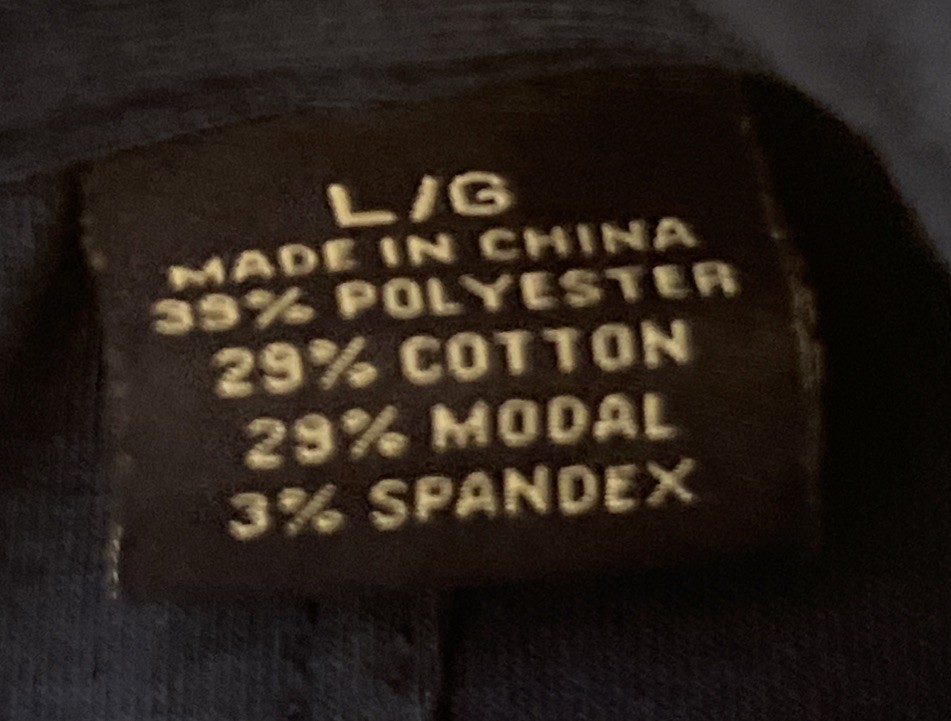 L/G
MADE IN CHINA
39% POLYESTER
29% COTTON
29% MODAL
3% SPANDEX